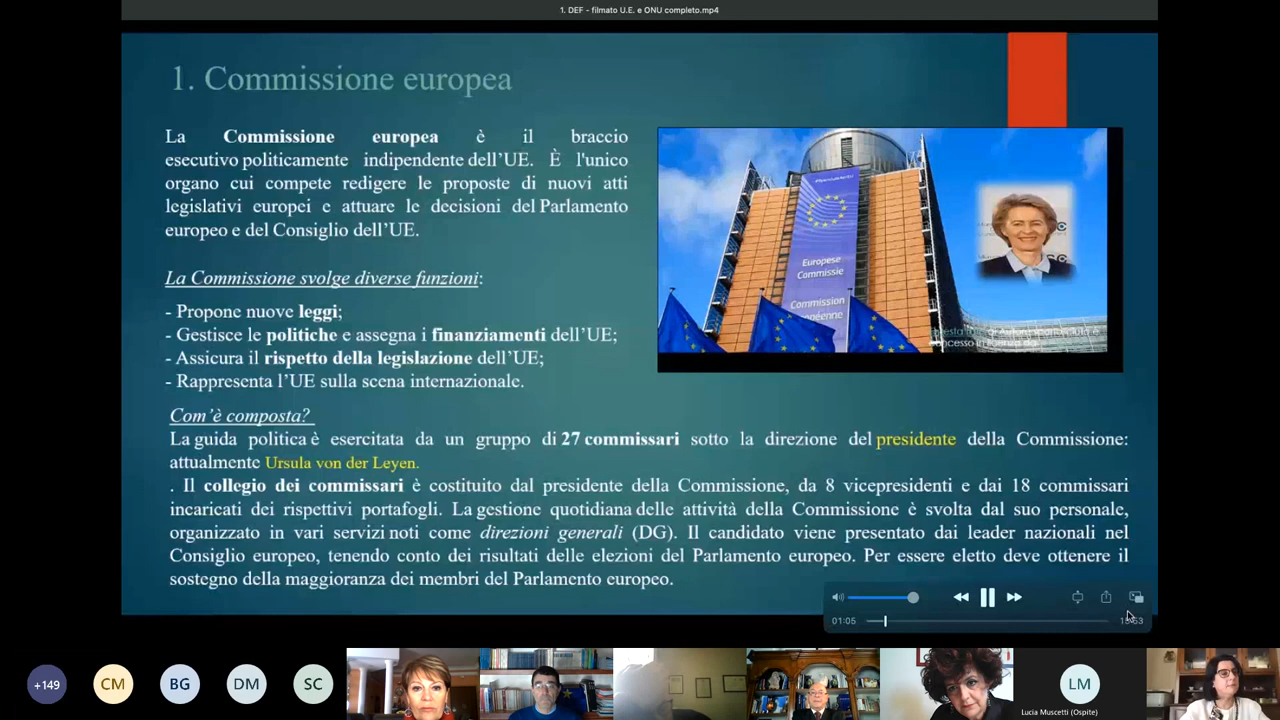 1. DEF - filmato U.E. e ONU completo.mp4
1. Commissione europea
La Commissione europea è il braccio
esecutivo politicamente indipendente dell'UE. È l'unico
organo cui compete redigere le proposte di nuovi atti
legislativi europei e attuare le decisioni del Parlamento
europeo e del Consiglio dell'UE.
La Commissione svolge diverse funzioni:
- Propone nuove leggi;
- Gestisce le politiche e assegna i finanziamenti dell'UE;
- Assicura il rispetto della legislazione dell'UE;
- Rappresenta l'UE sulla scena internazionale.
Europese
Commissie
Commission
européenne
Com'è composta?
La guida politica è esercitata da un gruppo di 27 commissari sotto la direzione del presidente della Commissione:
attualmente Ursula von der Leyen.
. Il collegio dei commissari è costituito dal presidente della Commissione, da 8 vicepresidenti e dai 18 commissari
incaricati dei rispettivi portafogli. La gestione quotidiana delle attività della Commissione è svolta dal suo personale,
organizzato in vari servizi noti come direzioni generali (DG). Il candidato viene presentato dai leader nazionali nel
Consiglio europeo, tenendo conto dei risultati delle elezioni del Parlamento europeo. Per essere eletto deve ottenere il
sostegno della maggioranza dei membri del Parlamento europeo.
01:05
+149
CM
BG
DM
SC
LM
Lucia Muscetti (Ospite)